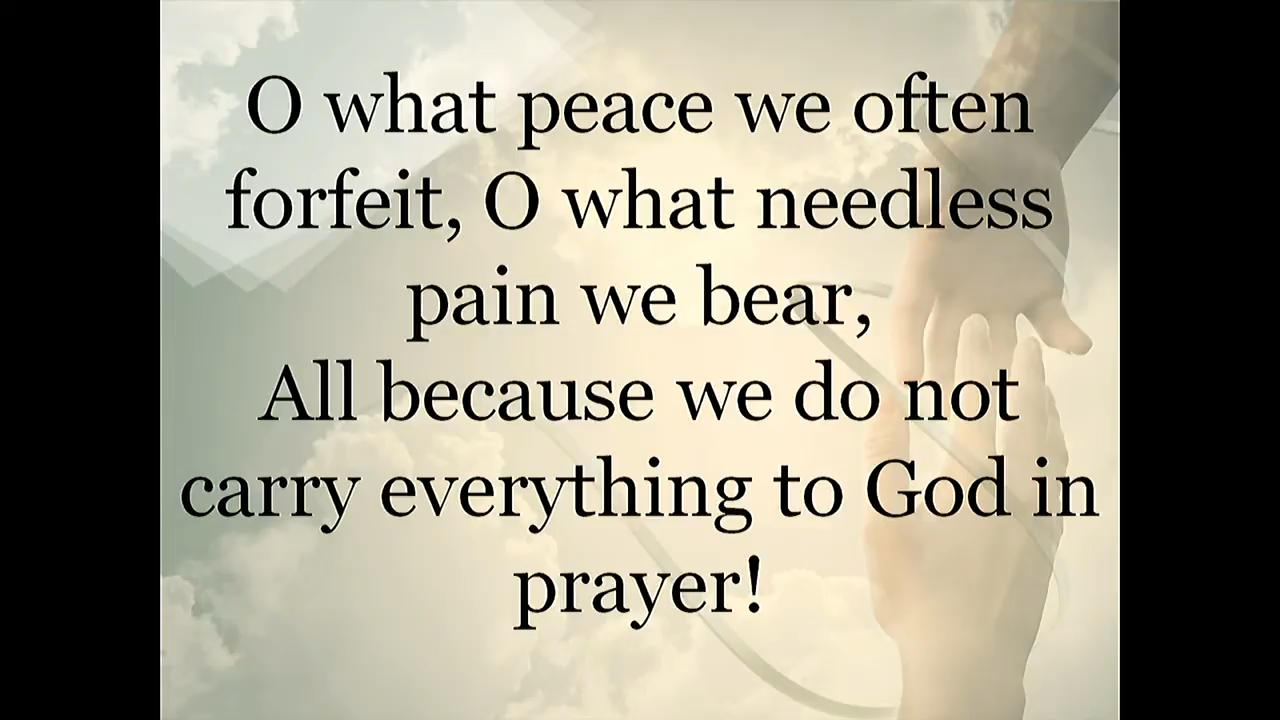 O what peace we often
forfeit, O what needless
pain we bear,
All because we do not
carry everything to God in
prayer!